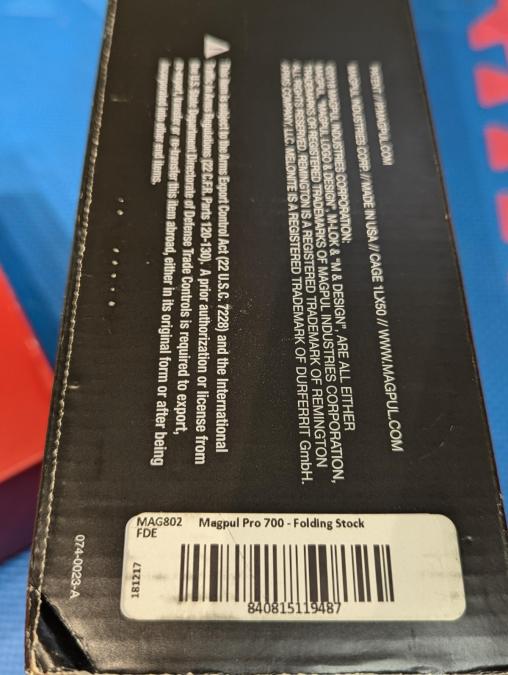 PATENT // PM.MAGPUL.COM
MAGPUL INDUSTRIES CORP. // MADE IN USA // CAGE 1LX50 // WWW.MAGPUL.COM
MAGPUL INDUSTRIES CORPORATION:
MAGPUL, "MAGPUL LOGO & DESIGN", M-LOK & "M & DESIGN", ARE ALL EITHER
TRADEMARKS OR REGISTERED TRADEMARKS OF MAGPUL INDUSTRIES CORPORATION,
ALL RIGHTS RESERVED. REMINGTON IS A REGISTERED TRADEMARK OF REMINGTON
ARMS COMPANY, LLC. MELONITE IS A REGISTERED TRADEMARK OF DURFERRIT GmbH.
This item is subject to the Arms Export Control Act (22 U.S.C. 7228) and the International
Traffic in Arms Regulations (22 C.F.R. Parts 120-130). A prior authorization or license from
the U.S. State Department Directorate of Defense Trade Controls is required to export,
re-export, transfer or re-transfer this item abroad, either in its original form or after being
incorporated into other end items.
074-0023-A
MAG802 Magpul Pro 700 - Folding Stock
FDE
181217
840815119487